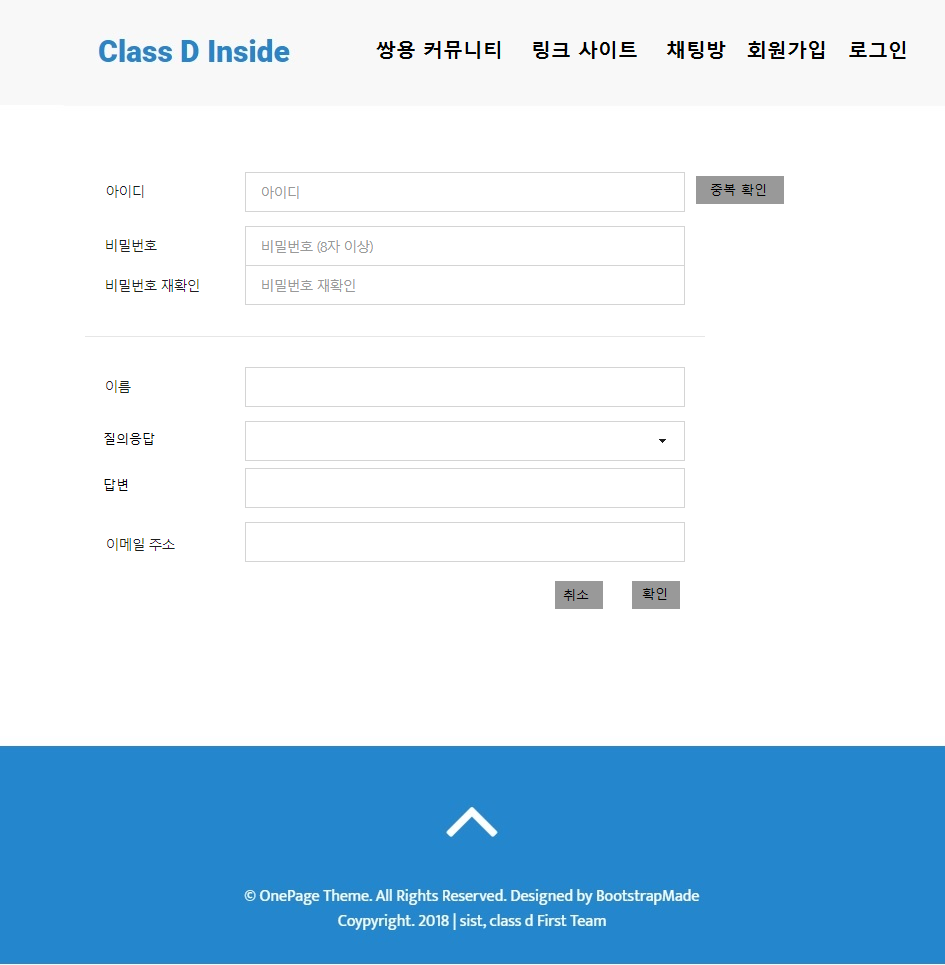 Class D Inside 쌍용 커뮤니티 링크 사이트 채팅방 회원가입 로그인
아이디 아이디 중복 확인
비밀번호 비밀번호 (8자 이상)
비밀번호 재확인 비밀번호 재확인
이름
질의응답
답변
이메일 주소
취소 확인
© OnePage Theme. All Rights Reserved. Designed by BootstrapMade
Coypyright. 2018 | sist, class d First Team